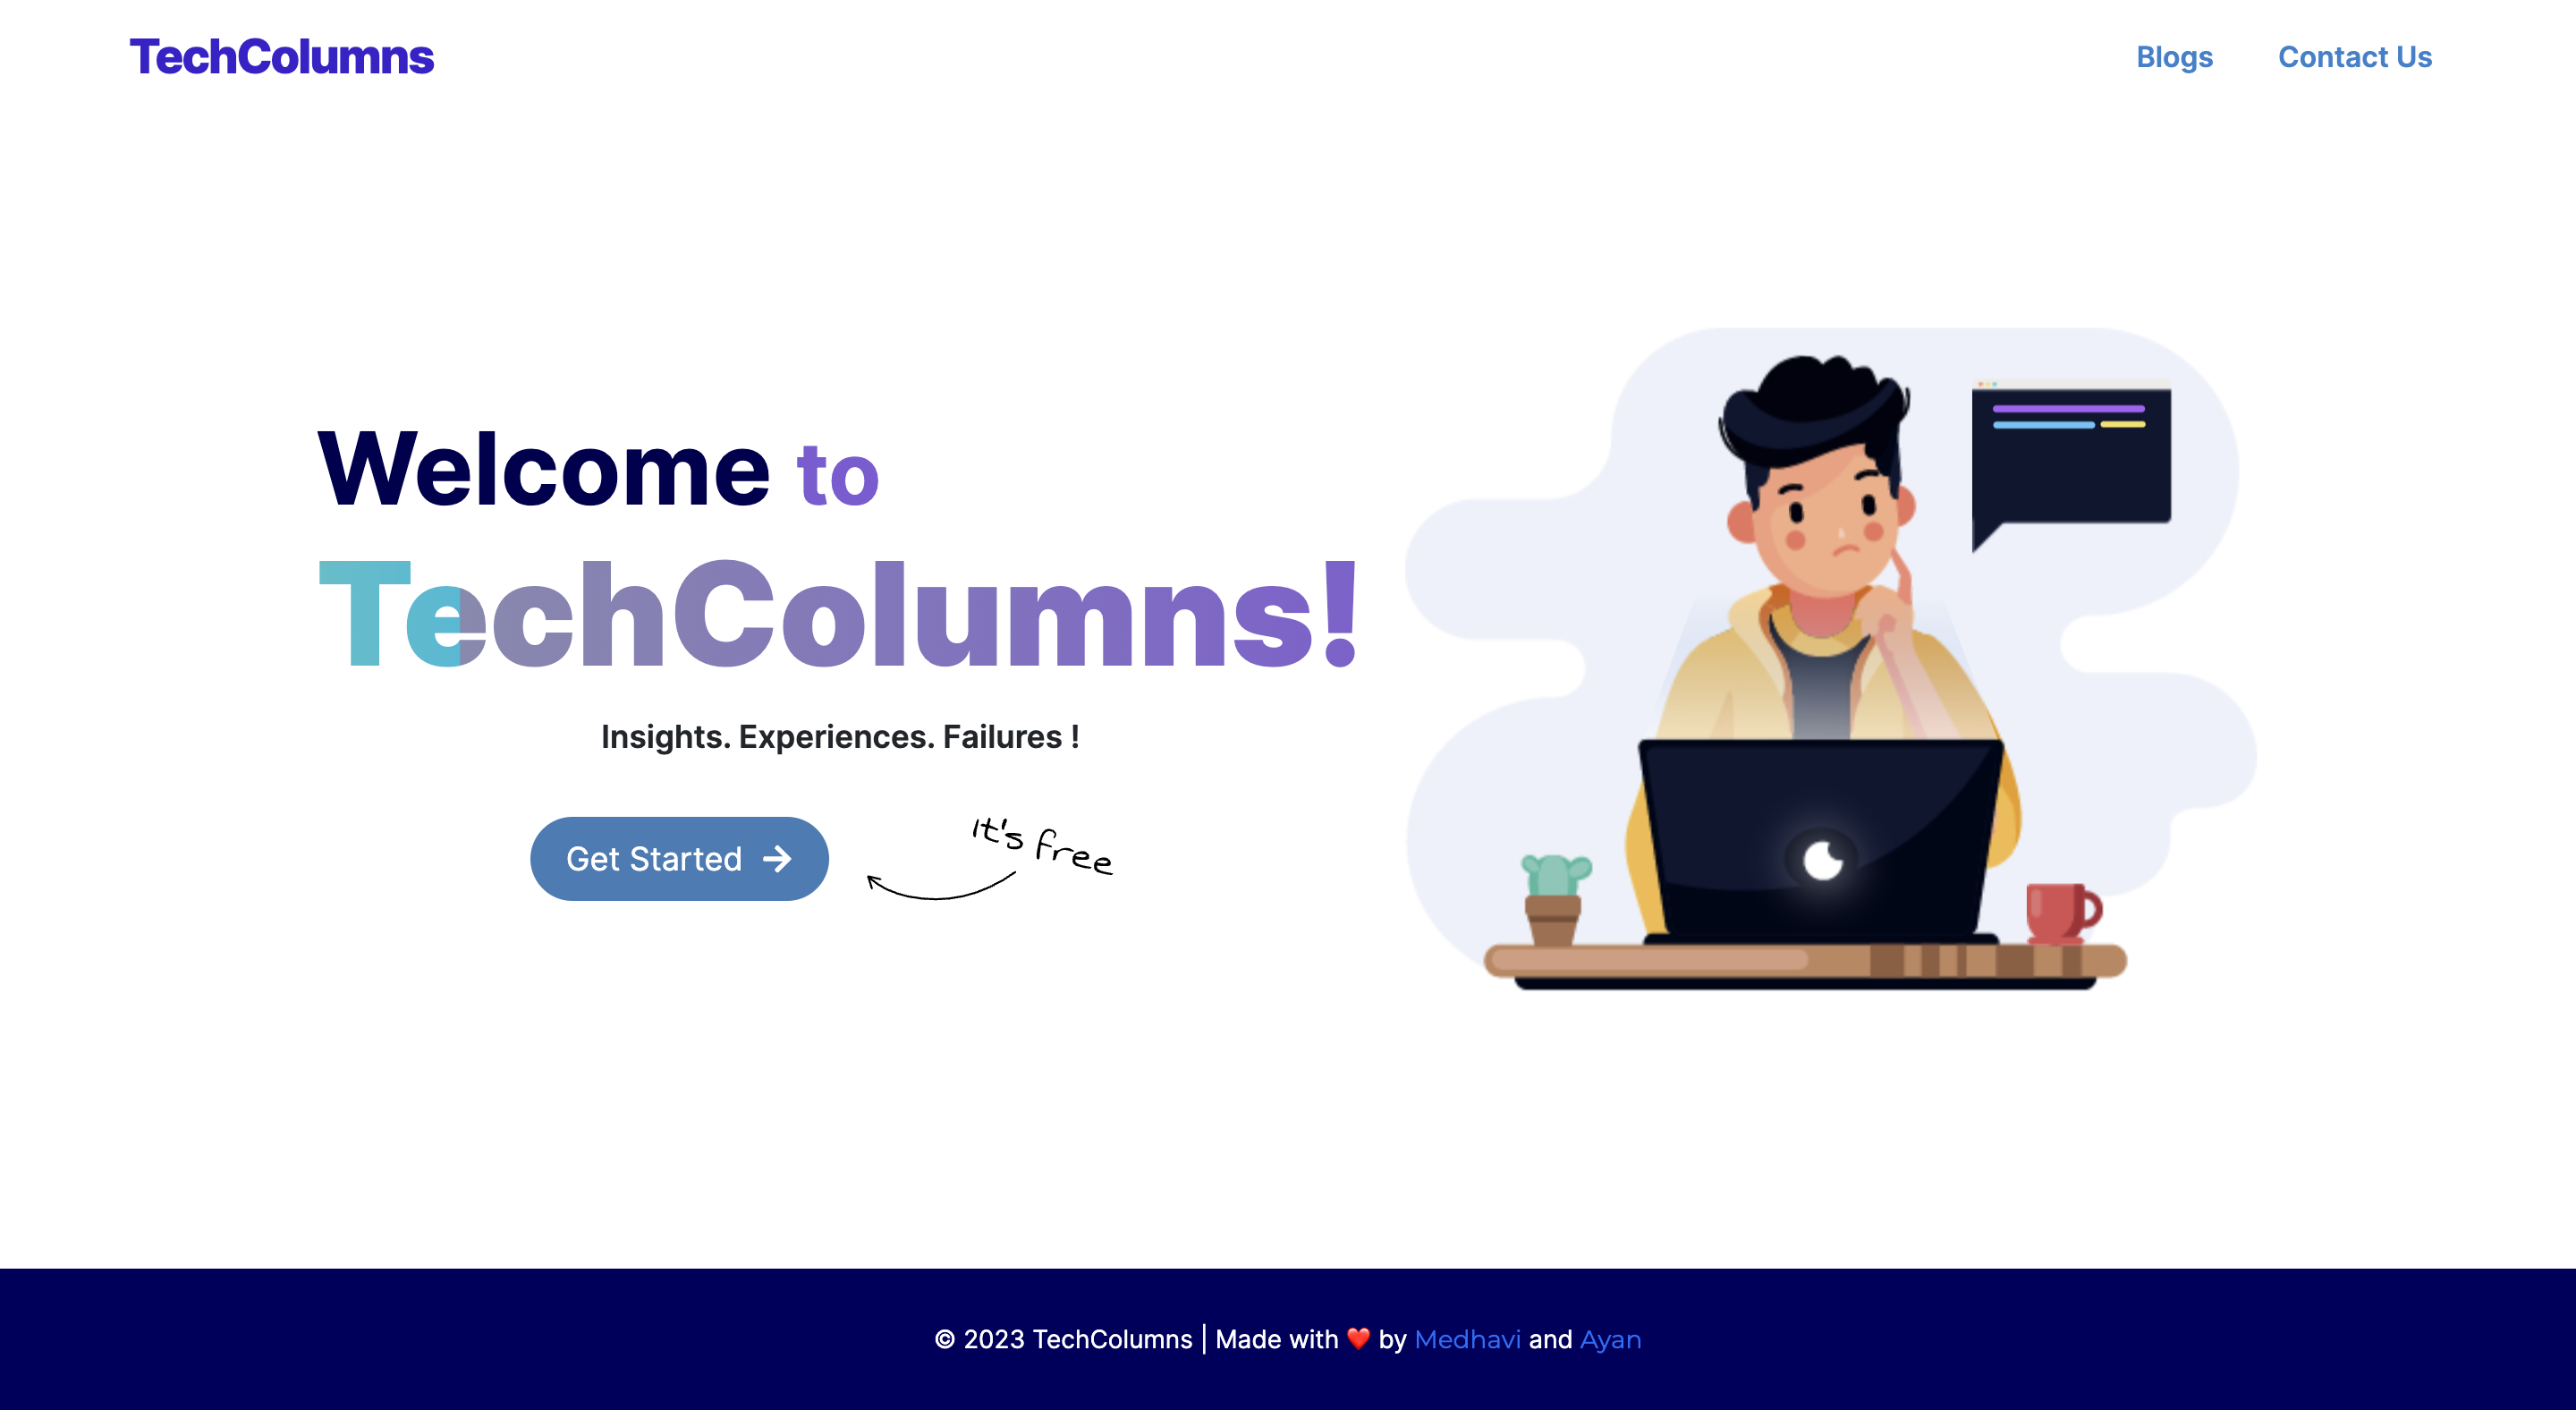 TechColumns
Blogs
Contact Us
Welcome to
TechColumns!
Insights. Experiences. Failures !
Get Started →
It's free
© 2023 TechColumns | Made with ❤️ by Medhavi and Ayan